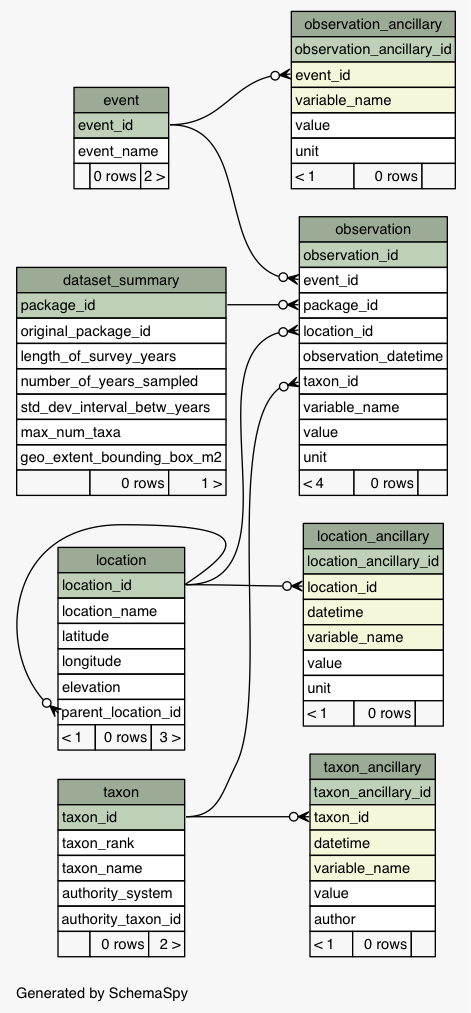 observation_ancillary
observation_ancillary_id
event_id
variable_name
value
unit
< 1 0 rows
event
event_id
event_name
0 rows 2 >
observation
observation_id
event_id
package_id
location_id
observation_datetime
taxon_id
variable_name
value
unit
< 4 0 rows
dataset_summary
package_id
original_package_id
length_of_survey_years
number_of_years_sampled
std_dev_interval_betw_years
max_num_taxa
geo_extent_bounding_box_m2
0 rows 1 >
location_ancillary
location_ancillary_id
location_id
datetime
variable_name
value
unit
< 1 0 rows
location
location_id
location_name
latitude
longitude
elevation
parent_location_id
< 1 0 rows 3 >
taxon_ancillary
taxon_ancillary_id
taxon_id
datetime
variable_name
value
author
< 1 0 rows
taxon
taxon_id
taxon_rank
taxon_name
authority_system
authority_taxon_id
0 rows 2 >
Generated by SchemaSpy